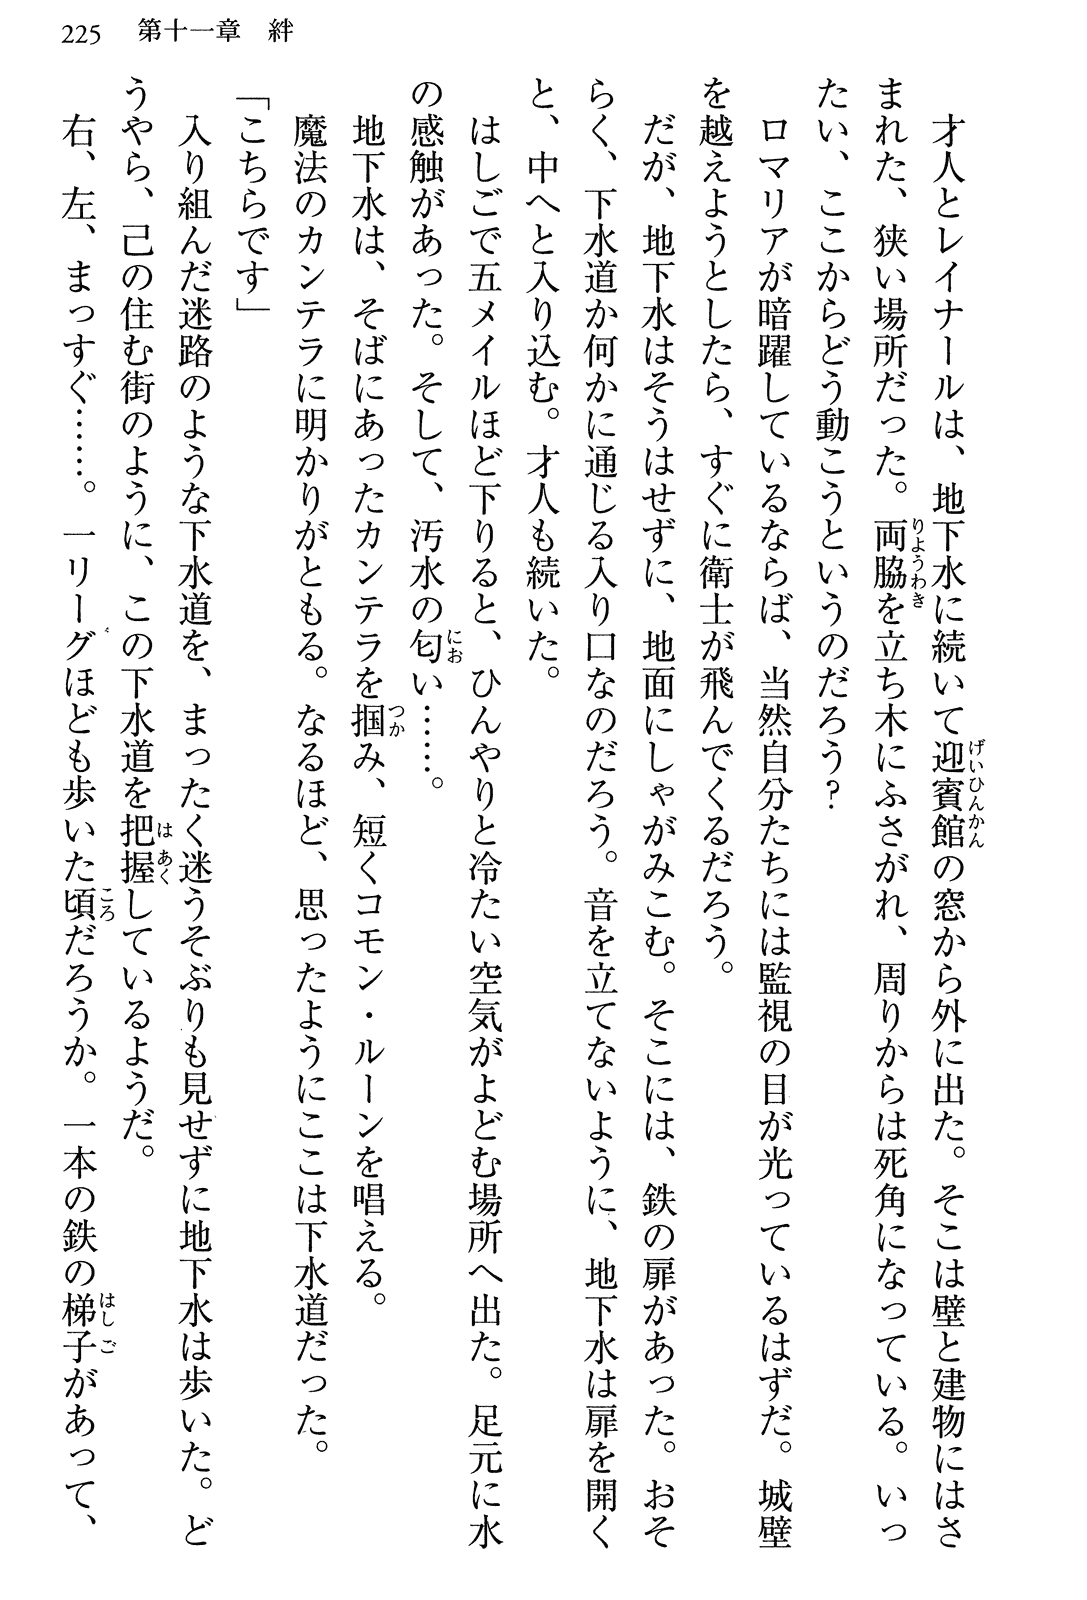 225　第十一章　絆
　才人とレイナールは、地下水に続いて迎賓館の窓から外に出た。そこは壁と建物にはさ
まれた、狭い場所だった。両脇を立ち木にふさがれ、周りからは死角になっている。いっ
たい、ここからどう動こうというのだろう?
　ロマリアが暗躍しているならば、当然自分たちには監視の目が光っているはずだ。城壁
を越えようとしたら、すぐに衛士が飛んでくるだろう。
　だが、地下水はそうはせずに、地面にしゃがみこむ。そこには、鉄の扉があった。おそ
らく、下水道か何かに通じる入り口なのだろう。音を立てないように、地下水は扉を開く
と、中へと入り込む。才人も続いた。
　はしごで五メイルほど下りると、ひんやりと冷たい空気がよどむ場所へ出た。足元に水
の感触があった。そして、汚水の匂い……。
　地下水は、そばにあったカンテラを掴み、短くコモン・ルーンを唱える。
　魔法のカンテラに明かりがともる。なるほど、思ったようにここは下水道だった。
「こちらです」
　入り組んだ迷路のような下水道を、まったく迷うそぶりも見せずに地下水は歩いた。ど
うやら、己の住む街のように、この下水道を把握しているようだ。
　右、左、まっすぐ……。一リーグほども歩いた頃だろうか。一本の鉄の梯子があって、